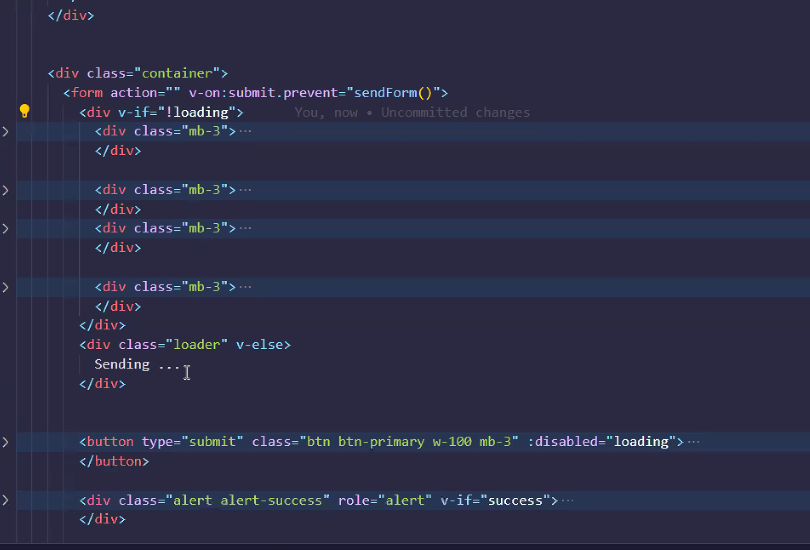 </div>
<div class="container">
<form action="" v-on:submit.prevent="sendForm()">
<div v-if="!loading"> You, now • Uncommitted changes
<div class="mb-3">···
</div>
<div class="mb-3">···
</div>
<div class="mb-3">···
</div>
<div class="mb-3">···
</div>
</div>
<div class="loader" v-else>
Sending ...
</div>
<button type="submit" class="btn btn-primary w-100 mb-3" :disabled="loading">···
</button>
<div class="alert alert-success" role="alert" v-if="success">···
</div>